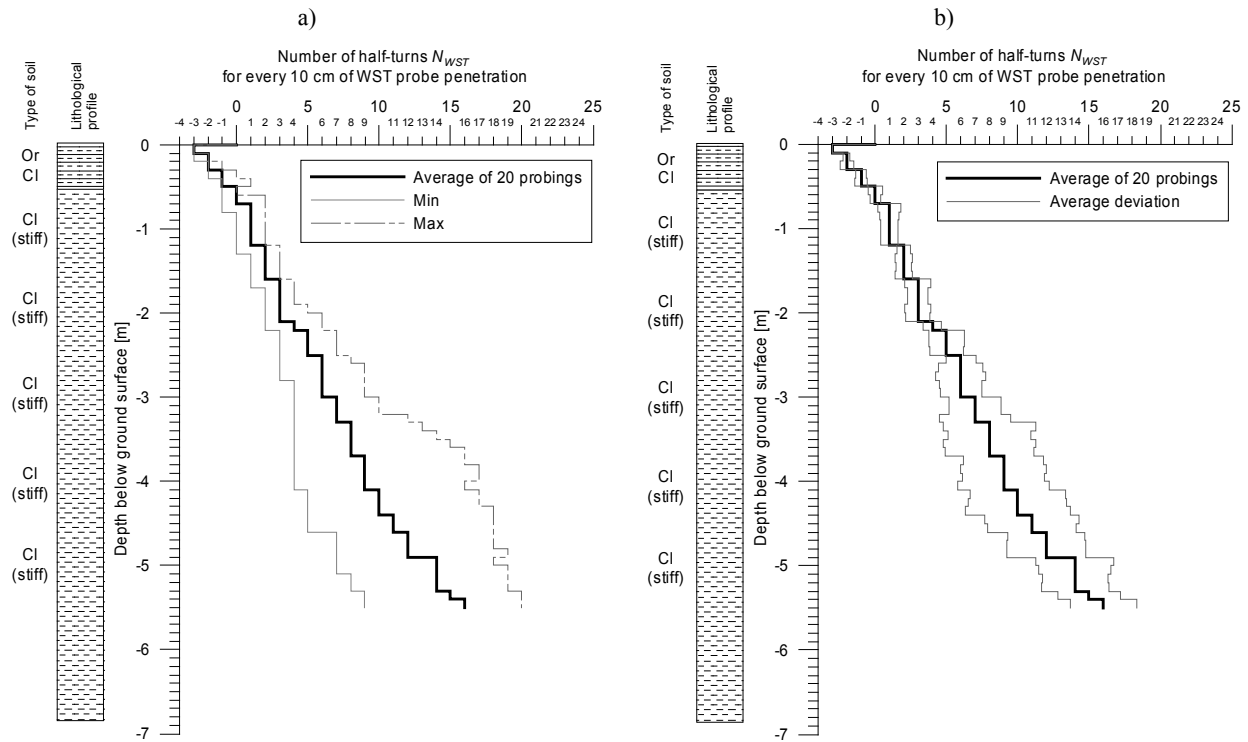 a)
Number of half-turns N_WST
for every 10 cm of WST probe penetration
Type of soil
Lithological
profile
0 5 10 15 20 25
-4 -3 -2 -1 1 2 3 4 6 7 8 9 11 12 13 14 16 17 18 19 21 22 23 24
Depth below ground surface [m]
0
-1
-2
-3
-4
-5
-6
-7
Or
Cl
Cl
(stiff)
Cl
(stiff)
Cl
(stiff)
Cl
(stiff)
Cl
(stiff)
Average of 20 probings
Min
Max
b)
Number of half-turns N_WST
for every 10 cm of WST probe penetration
Type of soil
Lithological
profile
0 5 10 15 20 25
-4 -3 -2 -1 1 2 3 4 6 7 8 9 11 12 13 14 16 17 18 19 21 22 23 24
Depth below ground surface [m]
0
-1
-2
-3
-4
-5
-6
-7
Or
Cl
Cl
(stiff)
Cl
(stiff)
Cl
(stiff)
Cl
(stiff)
Cl
(stiff)
Average of 20 probings
Average deviation